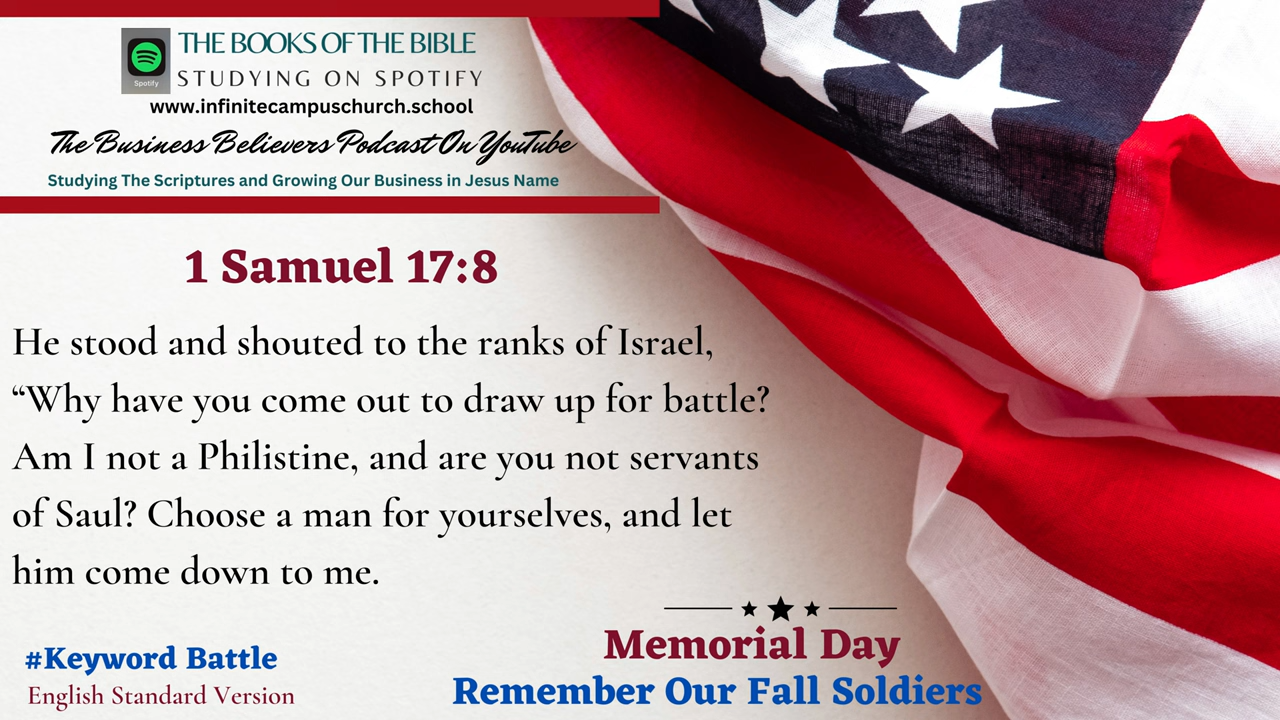 THE BOOKS OF THE BIBLE
Spotify
STUDYING ON SPOTIFY
www.infinitecampuschurch.school
The Business Believers Podcast On YouTube
Studying The Scriptures and Growing Our Business in Jesus Name
1 Samuel 17:8
He stood and shouted to the ranks of Israel,
“Why have you come out to draw up for battle?
Am I not a Philistine, and are you not servants
of Saul? Choose a man for yourselves, and let
him come down to me.
#Keyword Battle
English Standard Version
Memorial Day
Remember Our Fall Soldiers